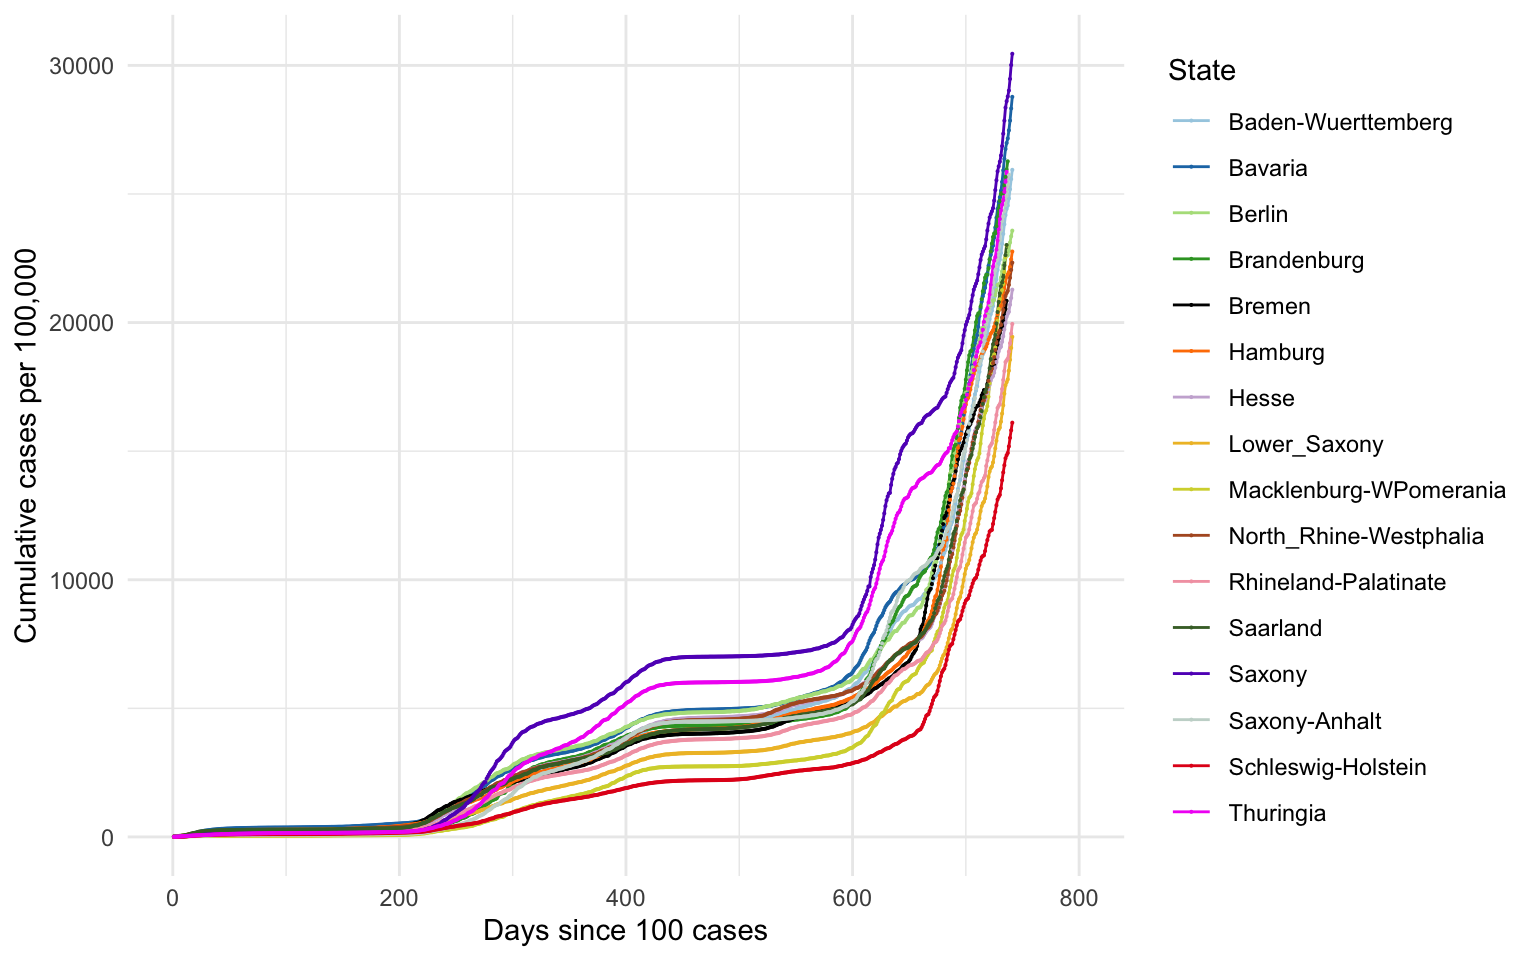 Cumulative cases per 100,000
30000
20000
10000
0
0 200 400 600 800
Days since 100 cases
State
Baden-Wuerttemberg
Bavaria
Berlin
Brandenburg
Bremen
Hamburg
Hesse
Lower_Saxony
Macklenburg-WPomerania
North_Rhine-Westphalia
Rhineland-Palatinate
Saarland
Saxony
Saxony-Anhalt
Schleswig-Holstein
Thuringia